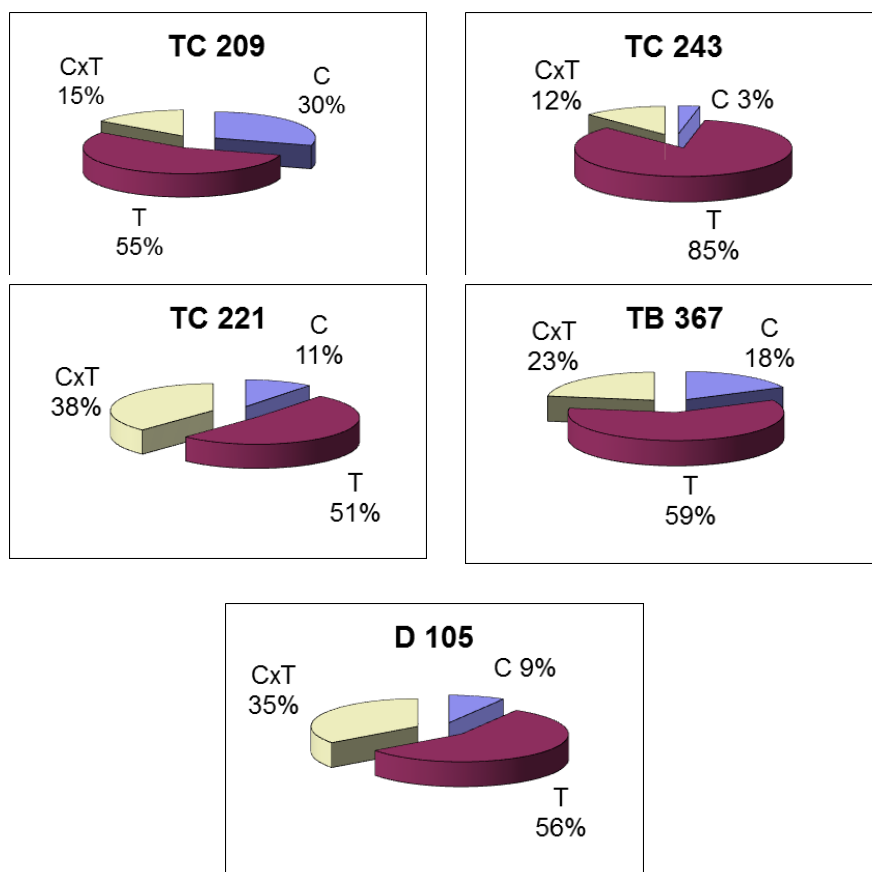 TC 209
CxT
15%
C
30%
T
55%
TC 243
CxT
12%
C 3%
T
85%
TC 221
C
11%
CxT
38%
T
51%
TB 367
CxT
23%
C
18%
T
59%
D 105
CxT
35%
C 9%
T
56%